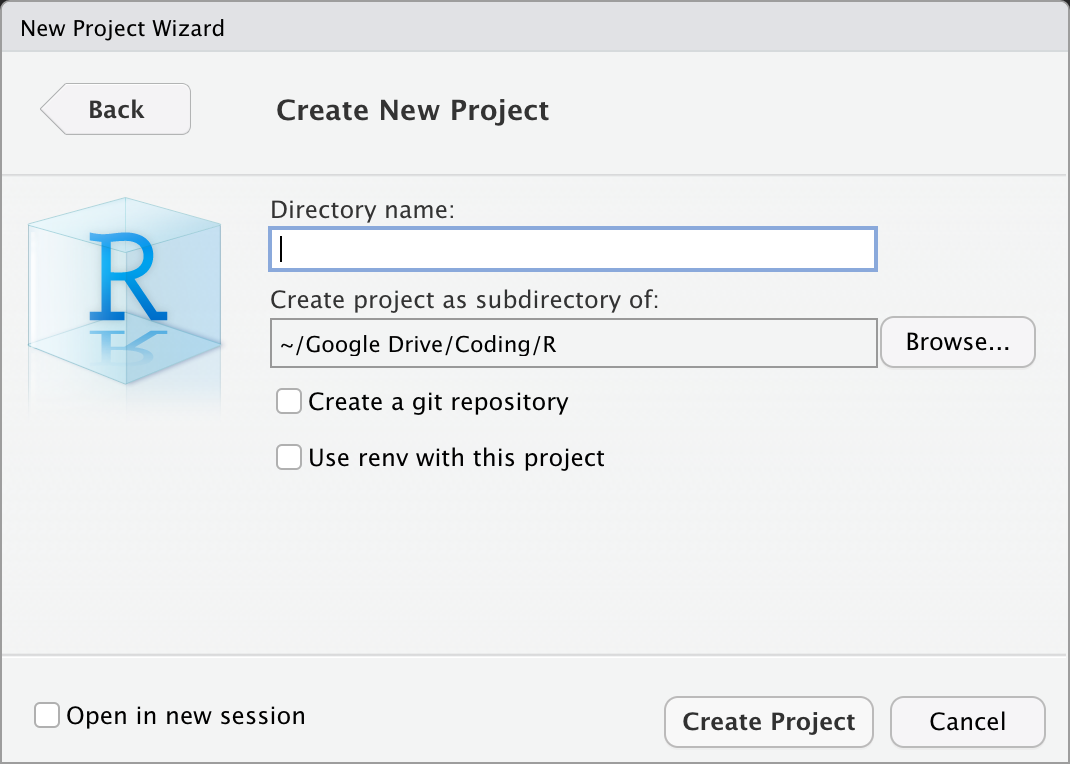 New Project Wizard
Back
Create New Project
R
Directory name:
Create project as subdirectory of:
~/Google Drive/Coding/R
Browse...
Create a git repository
Use renv with this project
Open in new session
Create Project
Cancel